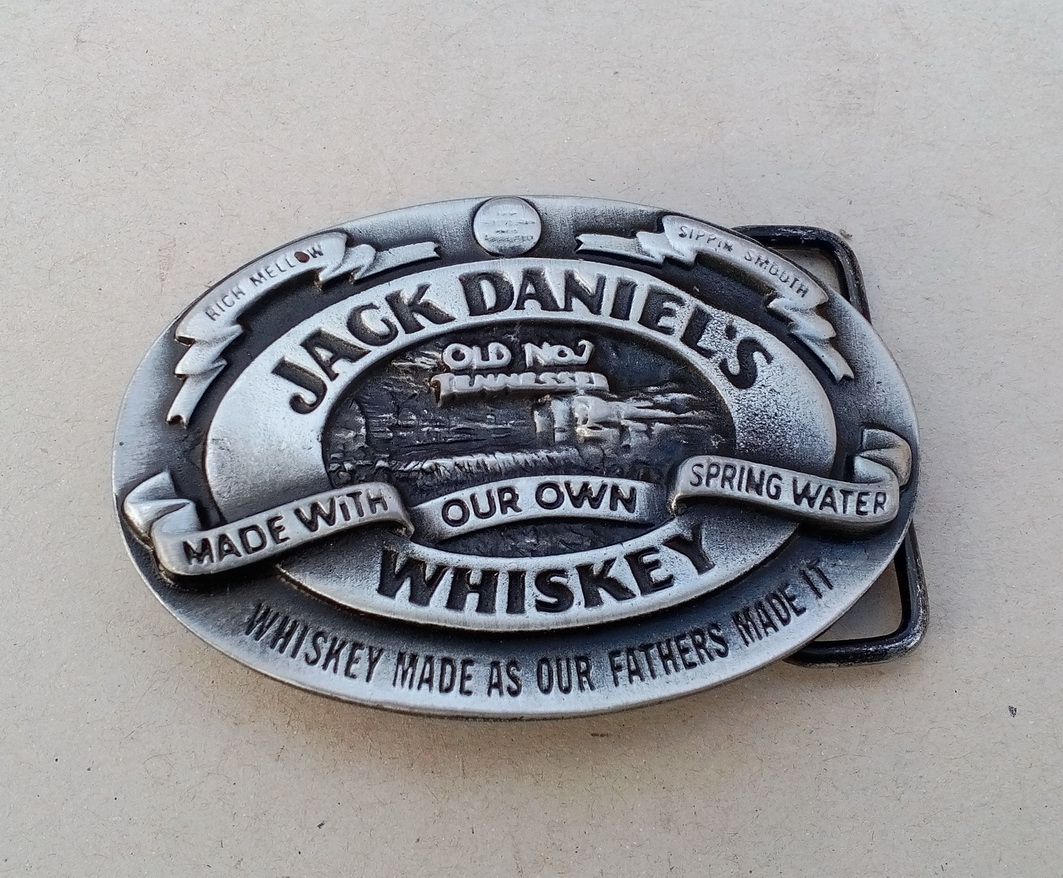 RICH MELLOW
SIPPIN SMOOTH
JACK DANIEL'S
OLD No.7
TENNESSEE
MADE WiTH
OUR OWN
SPRING WATER
WHISKEY
WHISKEY MADE AS OUR FATHERS MADE IT